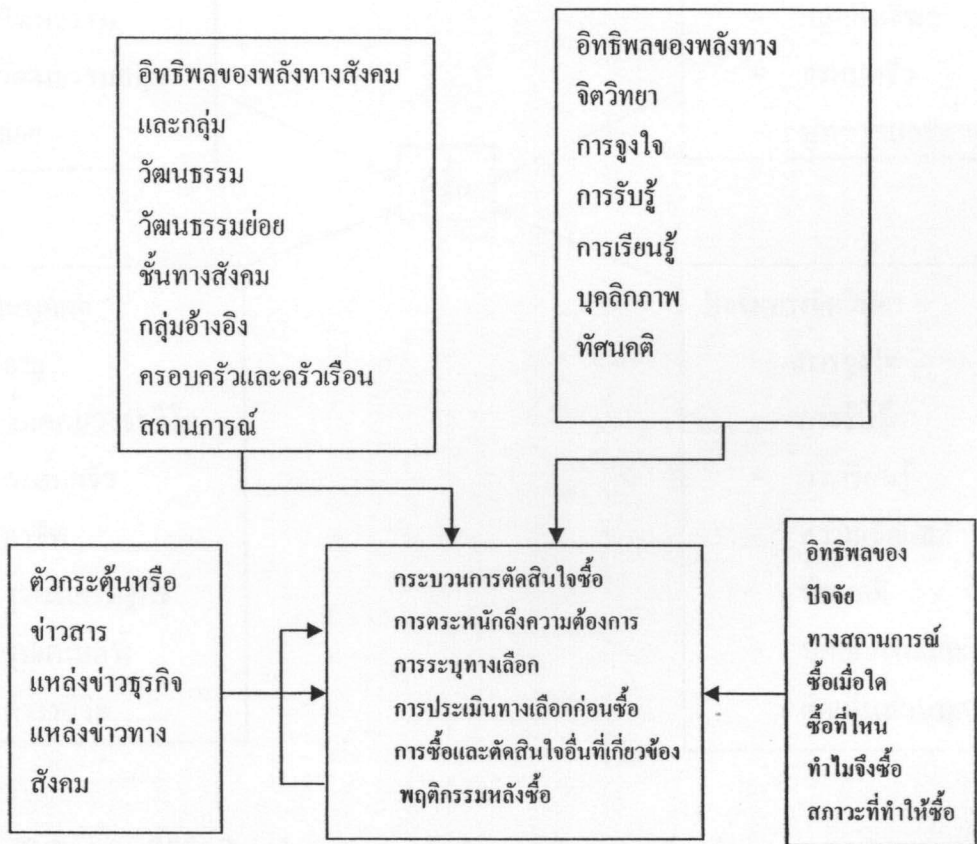 อิทธิพลของพลังทางสังคม
และกลุ่ม
วัฒนธรรม
วัฒนธรรมย่อย
ชั้นทางสังคม
กลุ่มอ้างอิง
ครอบครัวและครัวเรือน
สถานการณ์
อิทธิพลของพลังทาง
จิตวิทยา
การจูงใจ
การรับรู้
การเรียนรู้
บุคลิกภาพ
ทัศนคติ
ตัวกระตุ้นหรือ
ข่าวสาร
แหล่งข่าวธุรกิจ
แหล่งข่าวทาง
สังคม
กระบวนการตัดสินใจซื้อ
การตระหนักถึงความต้องการ
การระบุทางเลือก
การประเมินทางเลือกก่อนซื้อ
การซื้อและตัดสินใจอื่นที่เกี่ยวข้อง
พฤติกรรมหลังซื้อ
อิทธิพลของ
ปัจจัย
ทางสถานการณ์
ซื้อเมื่อใด
ซื้อที่ไหน
ทำไมจึงซื้อ
สภาวะที่ทำให้ซื้อ